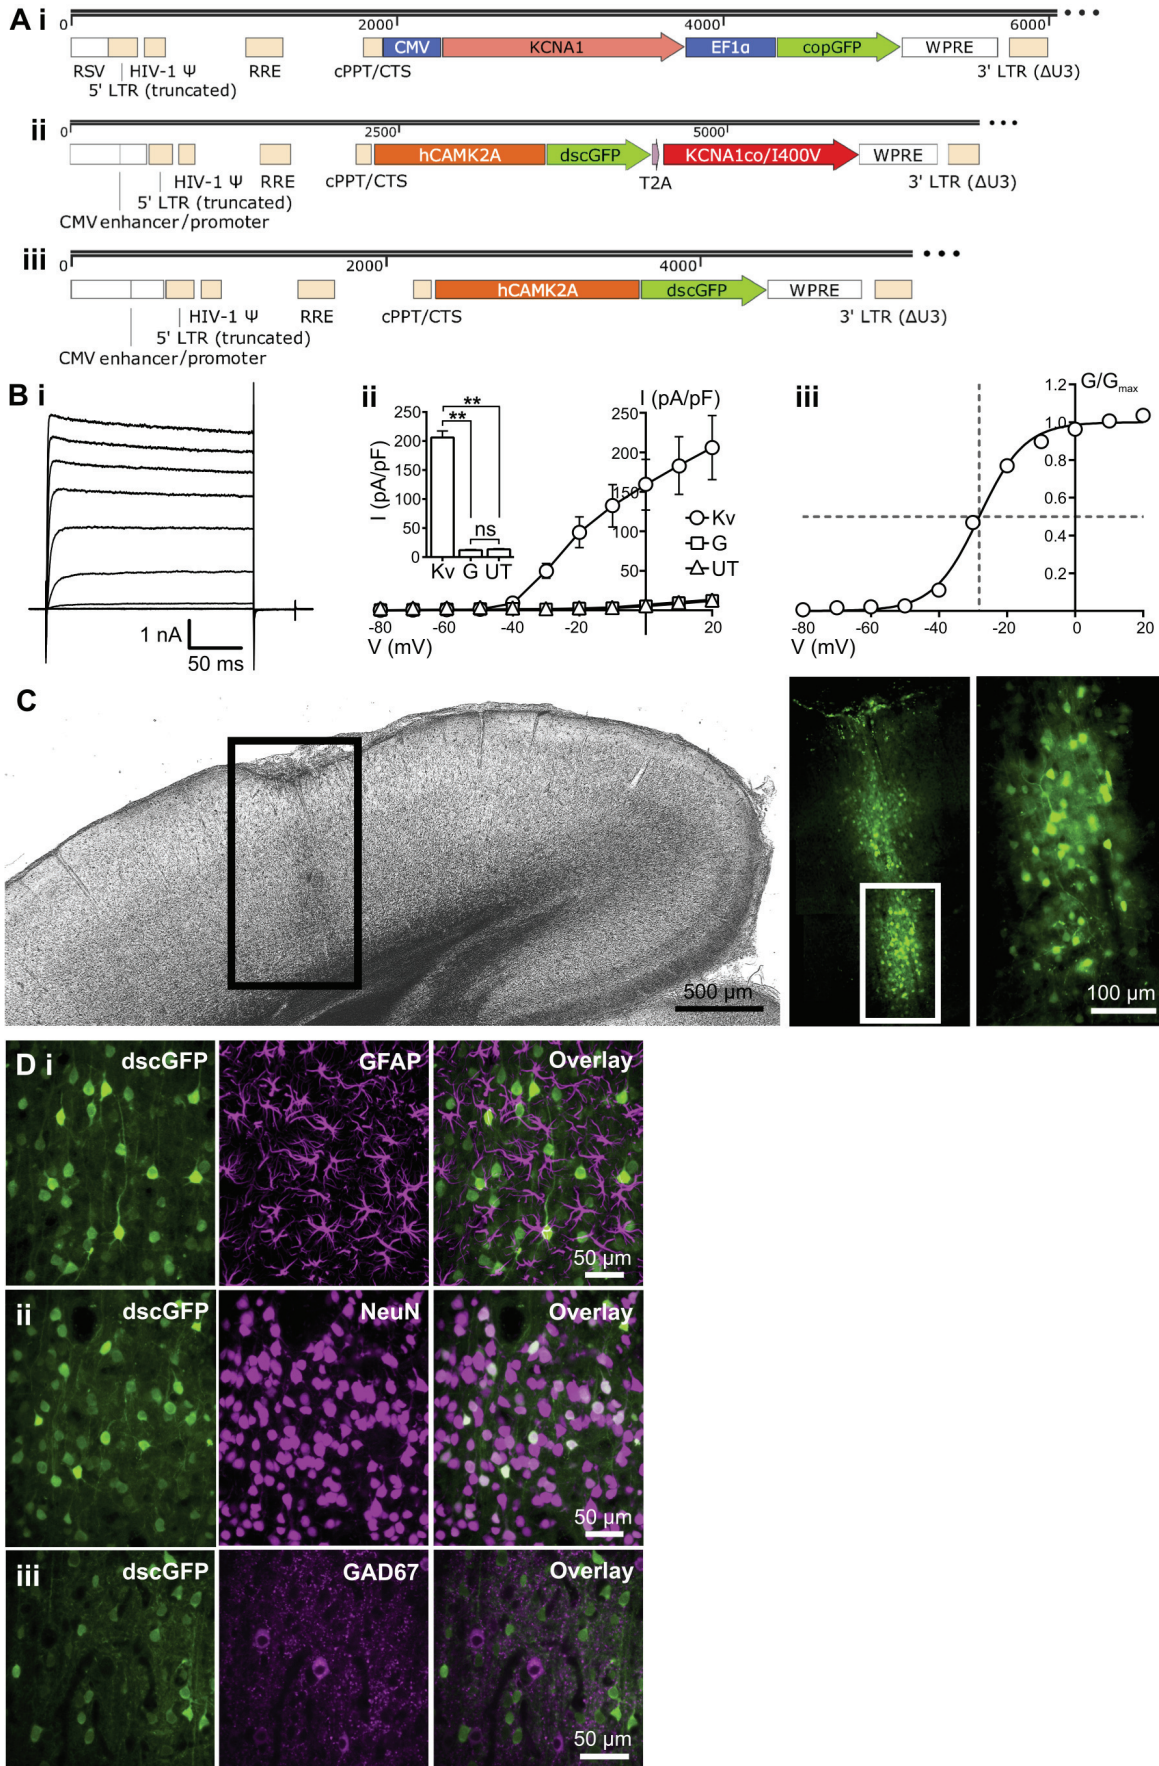 A i
0 2000 4000 6000
CMV KCNA1 EF1α copGFP WPRE
RSV HIV-1 Ψ RRE cPPT/CTS 3' LTR (ΔU3)
5' LTR (truncated)
ii
0 2500 5000
hCAMK2A dscGFP KCNA1co/I400V WPRE
HIV-1 Ψ RRE cPPT/CTS T2A 3' LTR (ΔU3)
5' LTR (truncated)
CMV enhancer/promoter
iii
0 2000 4000
hCAMK2A dscGFP WPRE
HIV-1 Ψ RRE cPPT/CTS 3' LTR (ΔU3)
5' LTR (truncated)
CMV enhancer/promoter
B i
1 nA
50 ms
ii
I (pA/pF)
250
200
150
100
50
0
** 
**
ns
Kv G UT
I (pA/pF)
250
200
150
100
50
Kv
G
UT
-80 -60 -40 -20 20
V (mV)
iii
G/Gmax
1.2
1.0
0.8
0.6
0.4
0.2
-80 -60 -40 -20 0 20
V (mV)
C
500 µm
100 µm
D i dscGFP GFAP Overlay
50 µm
ii dscGFP NeuN Overlay
50 µm
iii dscGFP GAD67 Overlay
50 µm